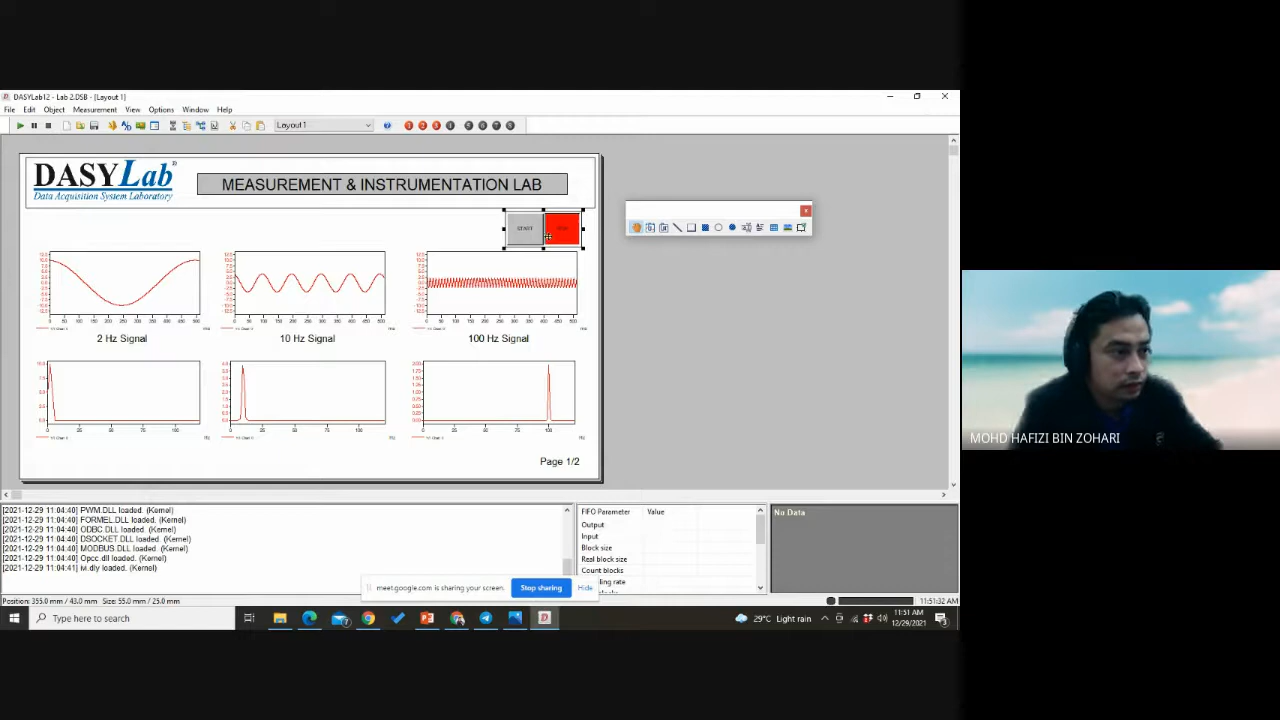 DASYLab12 - Lab 2.DSB - [Layout 1]
File Edit Object Measurement View Options Window Help
Layout 1
DASYLab®
Data Acquisition System Laboratory
MEASUREMENT & INSTRUMENTATION LAB
START
2 Hz Signal
10 Hz Signal
100 Hz Signal
Page 1/2
[2021-12-29 11:04:40] PWM.DLL loaded. (Kernel)
[2021-12-29 11:04:40] FORMEL.DLL loaded. (Kernel)
[2021-12-29 11:04:40] ODBC.DLL loaded. (Kernel)
[2021-12-29 11:04:40] DSOCKET.DLL loaded. (Kernel)
[2021-12-29 11:04:40] MODBUS.DLL loaded. (Kernel)
[2021-12-29 11:04:40] Opcc.dll loaded. (Kernel)
[2021-12-29 11:04:41] M.dly loaded. (Kernel)
FIFO Parameter Value
Output
Input
Block size
Real block size
Count blocks
ling rate
No Data
meet.google.com is sharing your screen.
Stop sharing
Hide
Position: 355.0 mm / 43.0 mm Size: 55.0 mm / 25.0 mm
11:51:32 AM
Type here to search
29°C Light rain
11:51 AM
12/29/2021
MOHD HAFIZI BIN ZOHARI